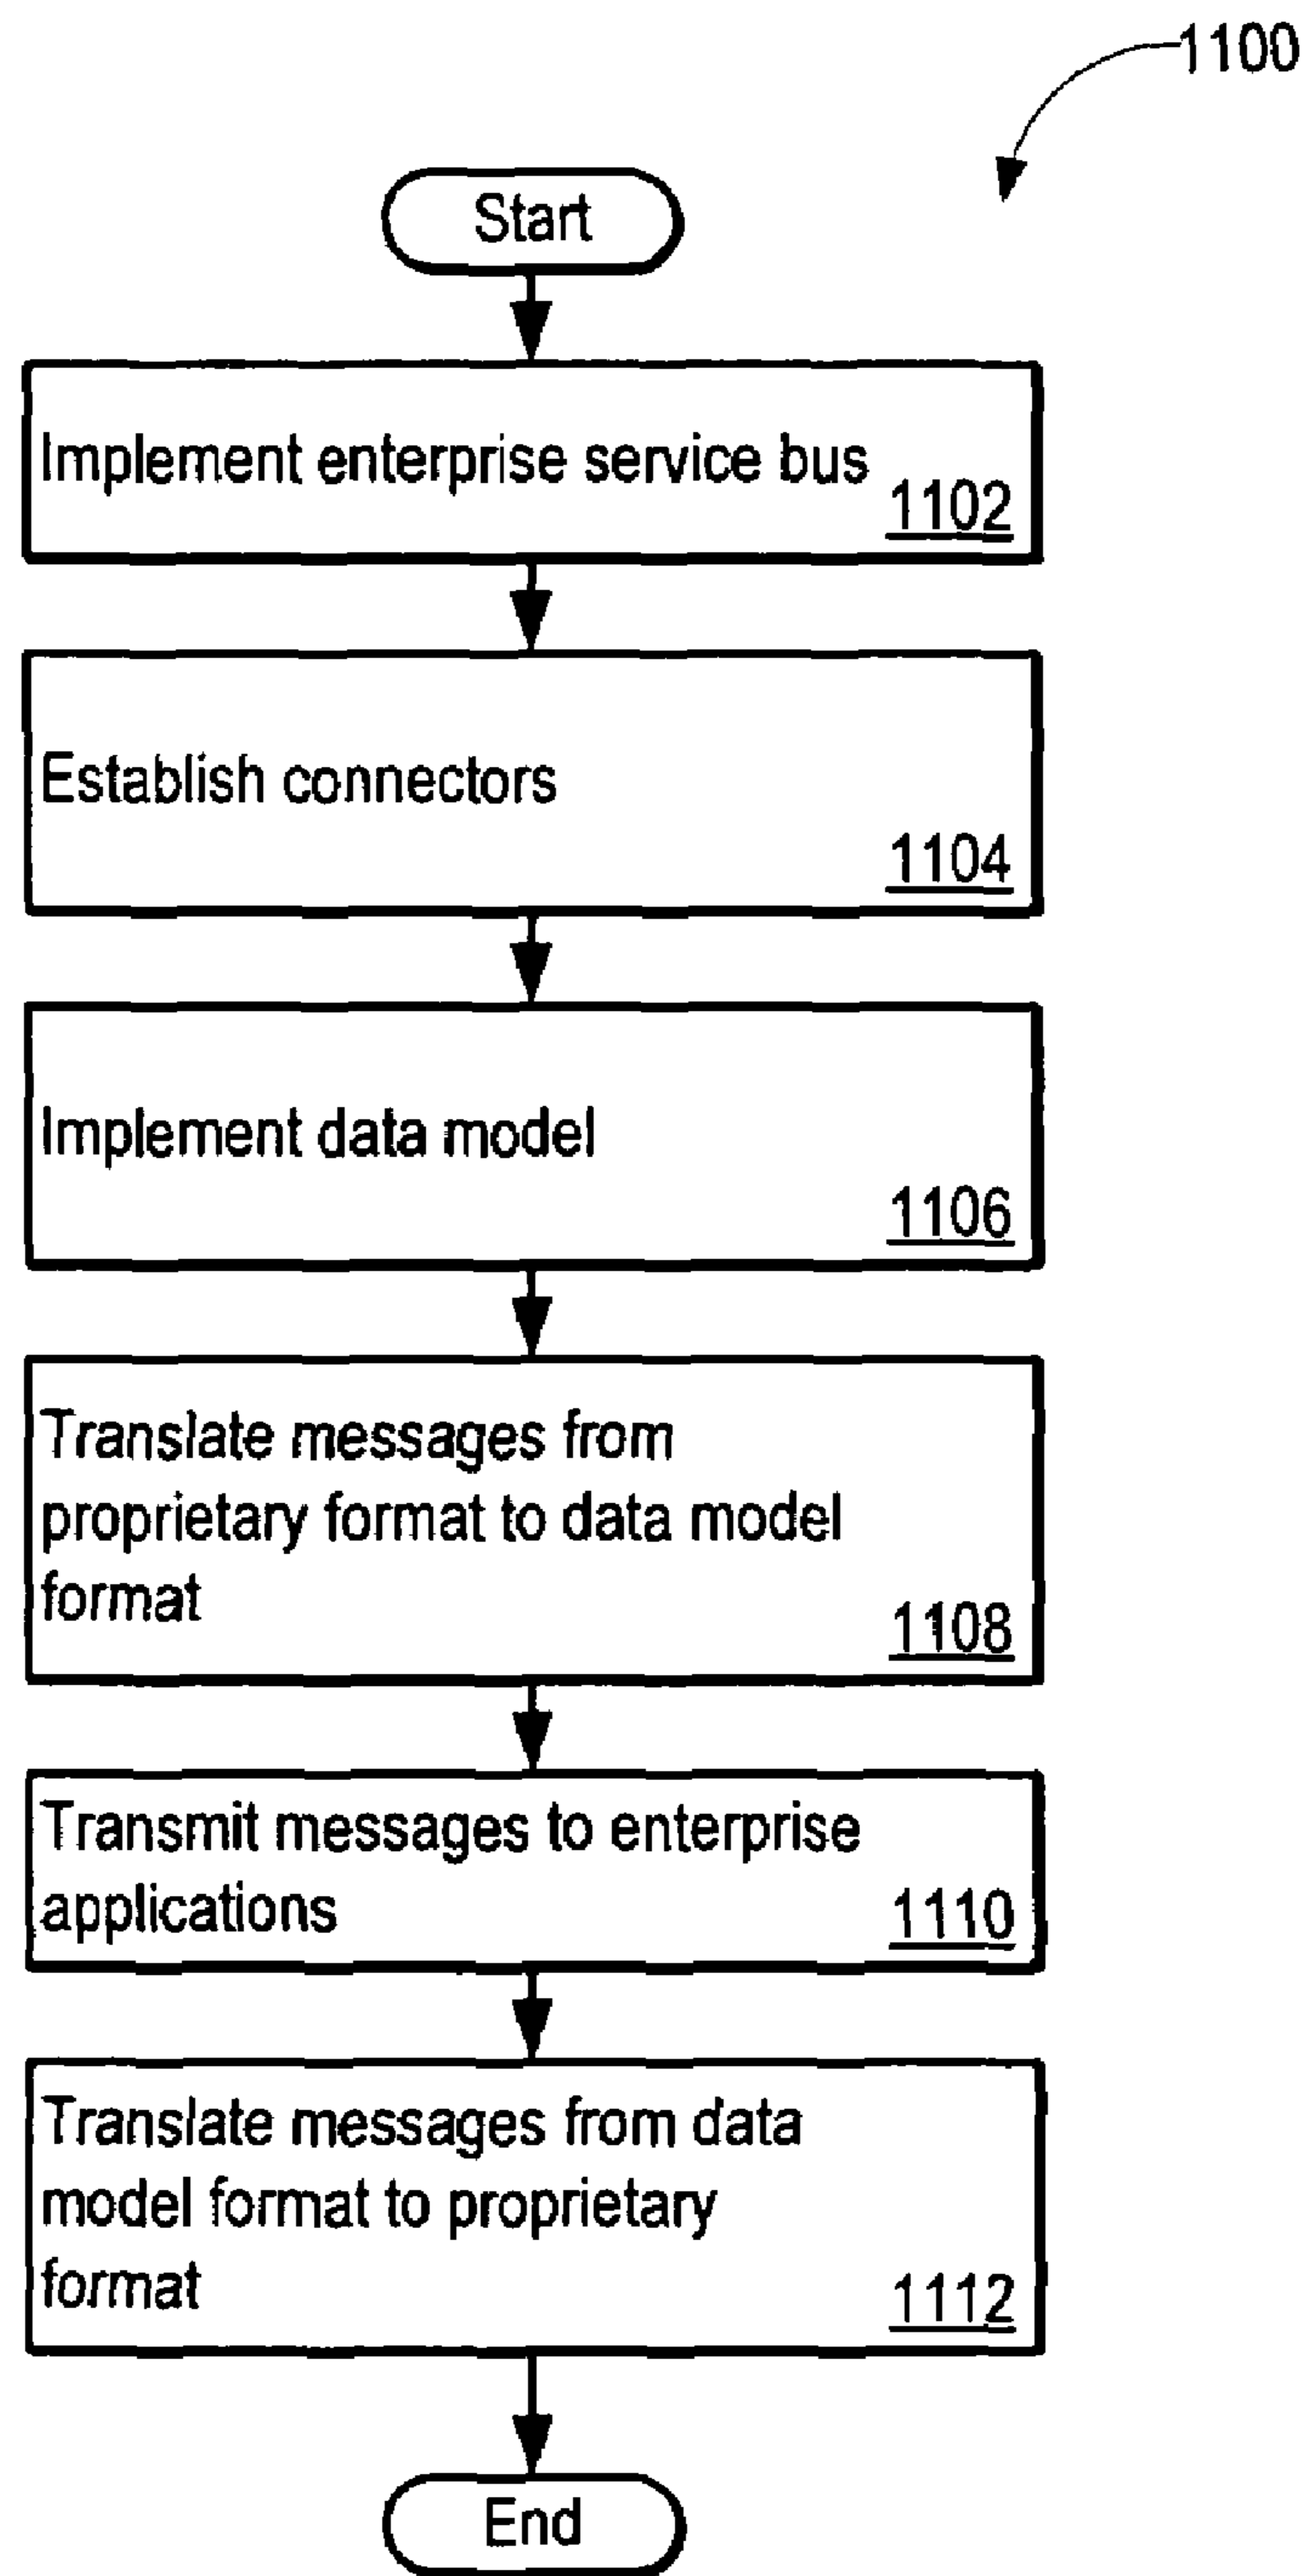 1100
Start
Implement enterprise service bus
1102
Establish connectors
1104
Implement data model
1106
Translate messages from
proprietary format to data model
format
1108
Transmit messages to enterprise
applications
1110
Translate messages from data
model format to proprietary
format
1112
End